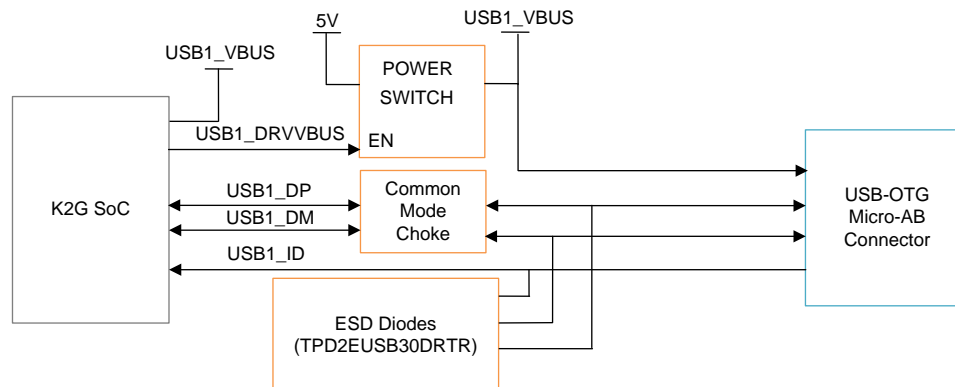 5V
USB1_VBUS
USB1_VBUS
POWER
SWITCH
EN
USB1_DRVVBUS
K2G SoC
USB1_DP
USB1_DM
USB1_ID
Common
Mode
Choke
USB-OTG
Micro-AB
Connector
ESD Diodes
(TPD2EUSB30DRTR)